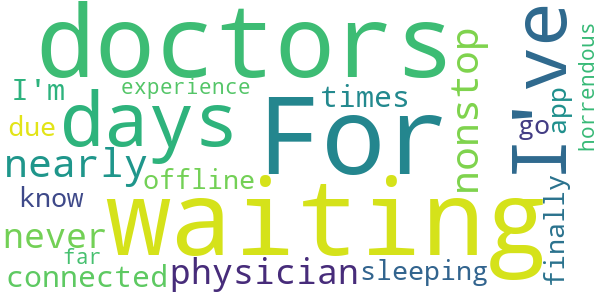 doctors
I've
nonstop
horrendous
I'm
experience
times
app
go
days
For
due
nearly
offline
know
waiting
finally
never
far
connected
physician
sleeping